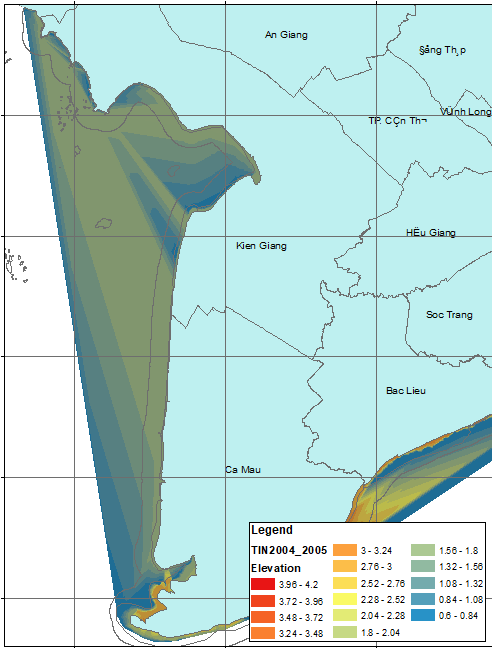 An Giang
§ång Th¸p
VÜnh Long
TP. CÇn Th¬
HËu Giang
Kien Giang
Soc Trang
Bac Lieu
Ca Mau
Legend
TIN2004_2005
Elevation
3.96 - 4.2
3.72 - 3.96
3.48 - 3.72
3.24 - 3.48
3 - 3.24
2.76 - 3
2.52 - 2.76
2.28 - 2.52
2.04 - 2.28
1.8 - 2.04
1.56 - 1.8
1.32 - 1.56
1.08 - 1.32
0.84 - 1.08
0.6 - 0.84